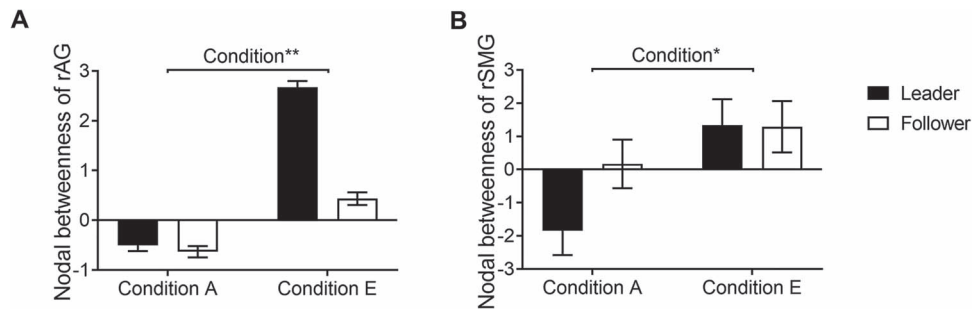 A
Nodal betweenness of rAG
Condition**
3
2
1
0
-1
Condition A
Condition E
B
Nodal betweenness of rSMG
Condition*
3
2
1
0
-1
-2
-3
Condition A
Condition E
Leader
Follower